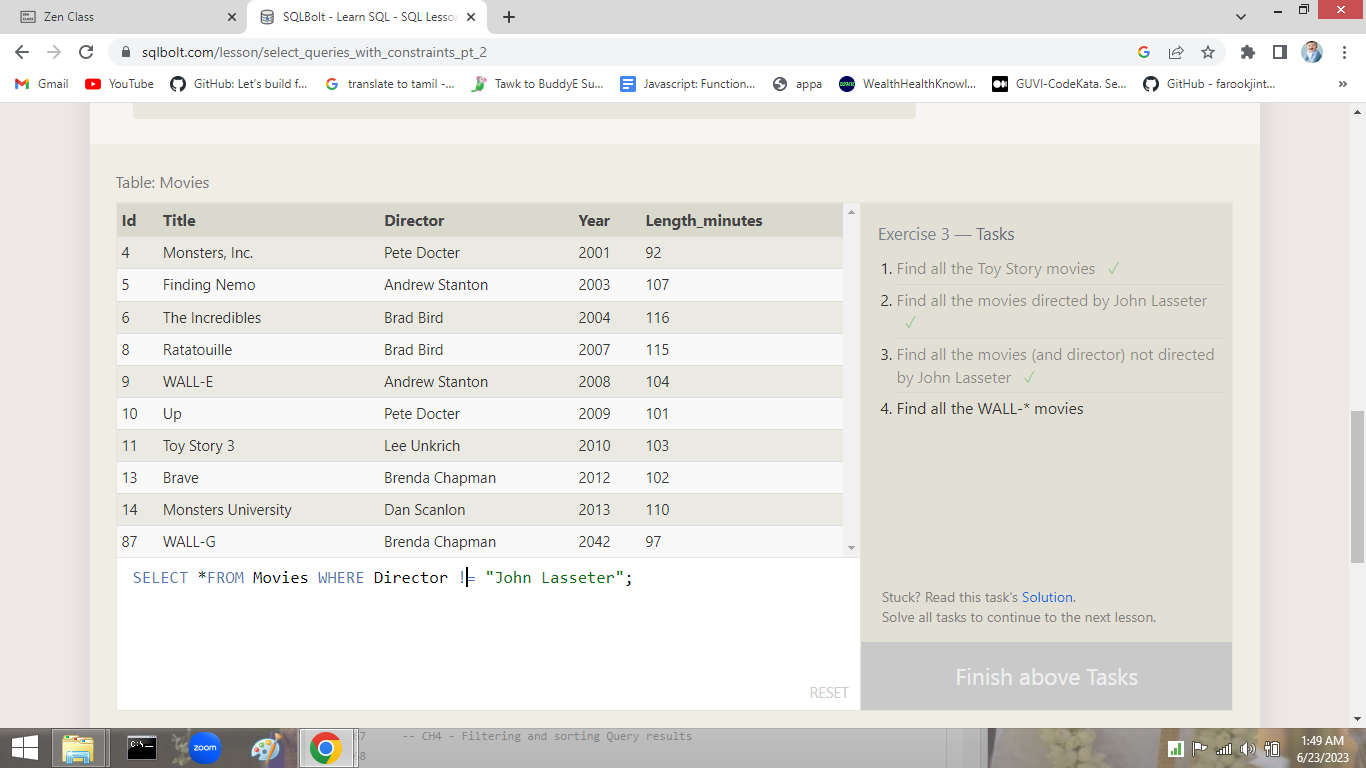 Zen Class
SQLBolt - Learn SQL - SQL Lesson
sqlbolt.com/lesson/select_queries_with_constraints_pt_2
Gmail YouTube GitHub: Let's build f... translate to tamil -... Tawk to BuddyE Su... Javascript: Function... appa WealthHealthKnowl... GUVI-CodeKata. Se... GitHub - farookjint... »
Table: Movies
Id Title Director Year Length_minutes
4 Monsters, Inc. Pete Docter 2001 92
5 Finding Nemo Andrew Stanton 2003 107
6 The Incredibles Brad Bird 2004 116
8 Ratatouille Brad Bird 2007 115
9 WALL-E Andrew Stanton 2008 104
10 Up Pete Docter 2009 101
11 Toy Story 3 Lee Unkrich 2010 103
13 Brave Brenda Chapman 2012 102
14 Monsters University Dan Scanlon 2013 110
87 WALL-G Brenda Chapman 2042 97
SELECT *FROM Movies WHERE Director != "John Lasseter";
RESET
Exercise 3 — Tasks
1. Find all the Toy Story movies ✓
2. Find all the movies directed by John Lasseter
✓
3. Find all the movies (and director) not directed
by John Lasseter ✓
4. Find all the WALL-* movies
Stuck? Read this task's Solution.
Solve all tasks to continue to the next lesson.
Finish above Tasks
zoom
7 -- CH4 - Filtering and sorting Query results
8
1:49 AM
6/23/2023